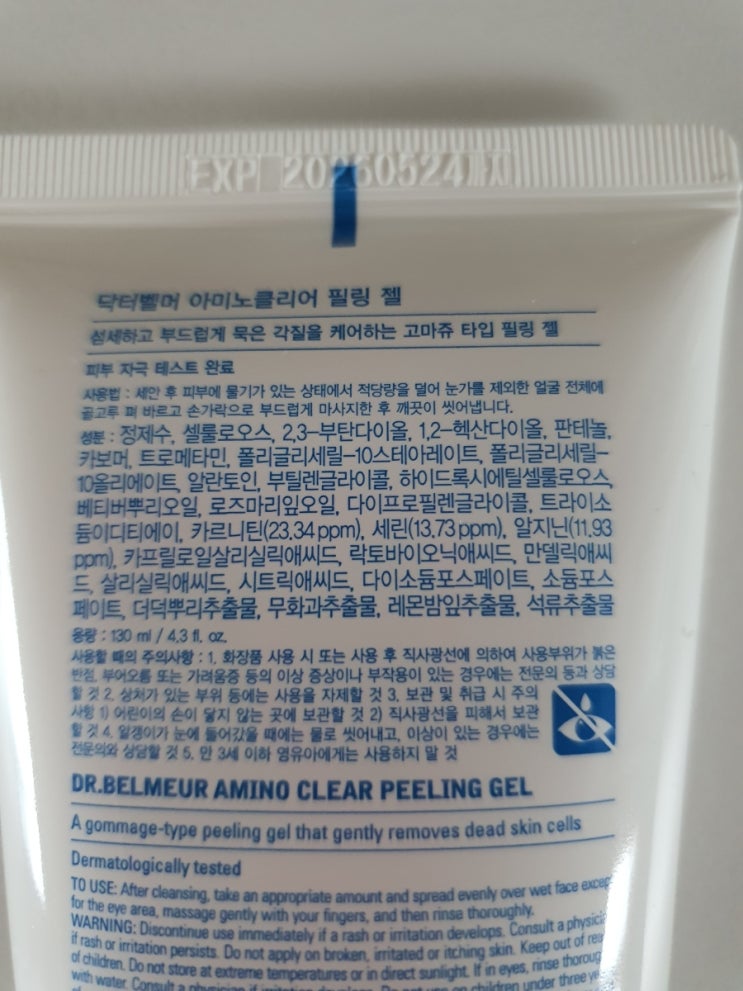 EXP 20260524 까지
닥터벨머 아미노클리어 필링 젤
섬세하고 부드럽게 묵은 각질을 케어하는 고마쥬 타입 필링 젤
피부 자극 테스트 완료
사용법 : 세안 후 피부에 물기가 있는 상태에서 적당량을 덜어 눈가를 제외한 얼굴 전체에
골고루 펴 바르고 손가락으로 부드럽게 마사지한 후 깨끗이 씻어냅니다.
성분 : 정제수, 셀룰로오스, 2,3-부탄다이올, 1,2-헥산다이올, 판테놀,
카보머, 트로메타민, 폴리글리세릴-10스테아레이트, 폴리글리세릴-
10올리에이트, 알란토인, 부틸렌글라이콜, 하이드록시에틸셀룰로오스,
베티버뿌리오일, 로즈마리잎오일, 다이프로필렌글라이콜, 트라이소
듐이디티에이, 카르니틴(23.34 ppm), 세린(13.73 ppm), 알지닌(11.93
ppm), 카프릴로일살리실릭애씨드, 락토바이오닉애씨드, 만델릭애씨
드, 살리실릭애씨드, 시트릭애씨드, 다이소듐포스페이트, 소듐포스
페이트, 더덕뿌리추출물, 무화과추출물, 레몬밤잎추출물, 석류추출물
용량 : 130 ml / 4.3 fl. oz.
사용할 때의 주의사항 : 1. 화장품 사용 시 또는 사용 후 직사광선에 의하여 사용부위가 붉은
반점, 부어오름 또는 가려움증 등의 이상 증상이나 부작용이 있는 경우에는 전문의 등과 상담
할 것 2. 상처가 있는 부위 등에는 사용을 자제할 것 3. 보관 및 취급 시 주의
사항 1) 어린이의 손이 닿지 않는 곳에 보관할 것 2) 직사광선을 피해서 보관
할 것 4. 알갱이가 눈에 들어갔을 때에는 물로 씻어내고, 이상이 있는 경우에는
전문의와 상담할 것 5. 만 3세 이하 영유아에게는 사용하지 말 것
DR.BELMEUR AMINO CLEAR PEELING GEL
A gommage-type peeling gel that gently removes dead skin cells
Dermatologically tested
TO USE: After cleansing, take an appropriate amount and spread evenly over wet face excep
for the eye area, massage gently with your fingers, and then rinse thoroughly.
WARNING: Discontinue use immediately if a rash or irritation develops. Consult a physici
if rash or irritation persists. Do not apply on broken, irritated or itching skin. Keep out of rea
of children. Do not store at extreme temperatures or in direct sunlight. If in eyes, rinse thoroug
with water. Consult a physician if irritation develops. Do not use on children under three ye